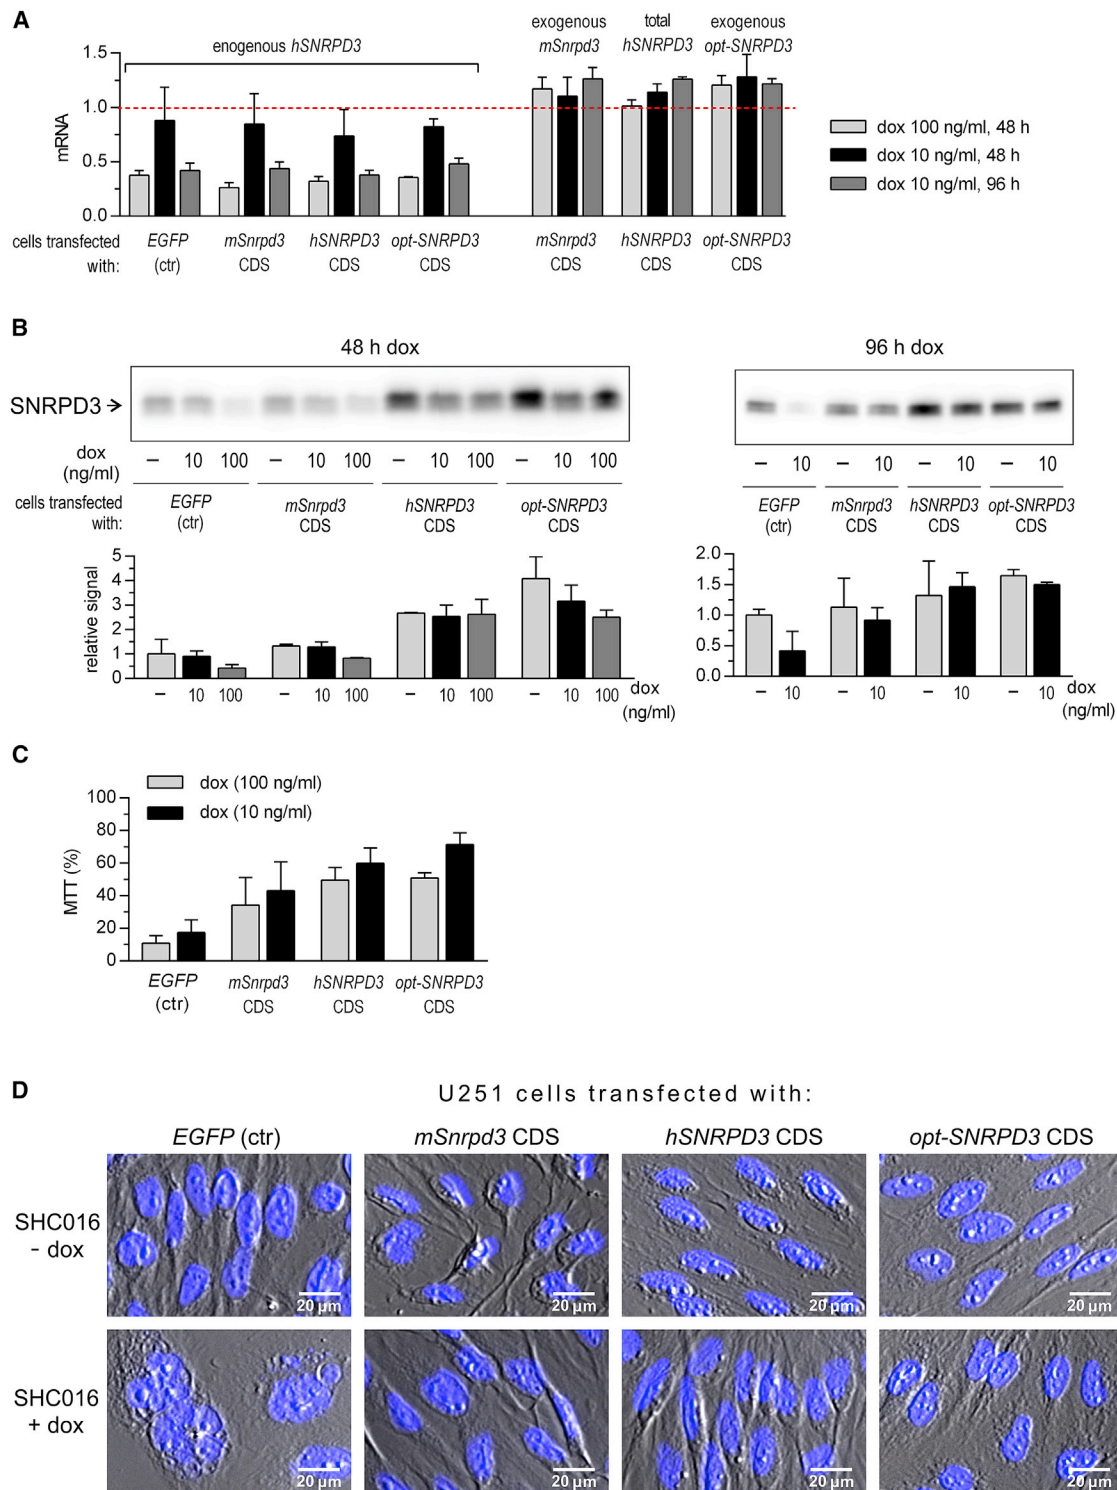 A
enogenous hSNRPD3
exogenous total exogenous
mSnrpd3 hSNRPD3 opt-SNRPD3
1.5
1.0
0.5
0.0
mRNA
dox 100 ng/ml, 48 h
dox 10 ng/ml, 48 h
dox 10 ng/ml, 96 h
cells transfected EGFP mSnrpd3 hSNRPD3 opt-SNRPD3 mSnrpd3 hSNRPD3 opt-SNRPD3
with: (ctr) CDS CDS CDS CDS CDS CDS
B
48 h dox
SNRPD3
dox – 10 100 – 10 100 – 10 100 – 10 100
(ng/ml)
cells transfected EGFP mSnrpd3 hSNRPD3 opt-SNRPD3
with: (ctr) CDS CDS CDS
5
4
3
2
1
0
relative signal
– 10 100 – 10 100 – 10 100 – 10 100 dox
(ng/ml)
96 h dox
– 10 – 10 – 10 – 10
EGFP mSnrpd3 hSNRPD3 opt-SNRPD3
(ctr) CDS CDS CDS
2.0
1.5
1.0
0.5
0.0
– 10 – 10 – 10 – 10 dox
(ng/ml)
C
dox (100 ng/ml)
dox (10 ng/ml)
100
80
60
40
20
0
MTT (%)
EGFP mSnrpd3 hSNRPD3 opt-SNRPD3
(ctr) CDS CDS CDS
D
U251 cells transfected with:
EGFP (ctr) mSnrpd3 CDS hSNRPD3 CDS opt-SNRPD3 CDS
SHC016
- dox
20 µm 20 µm 20 µm 20 µm
SHC016
+ dox
20 µm 20 µm 20 µm 20 µm